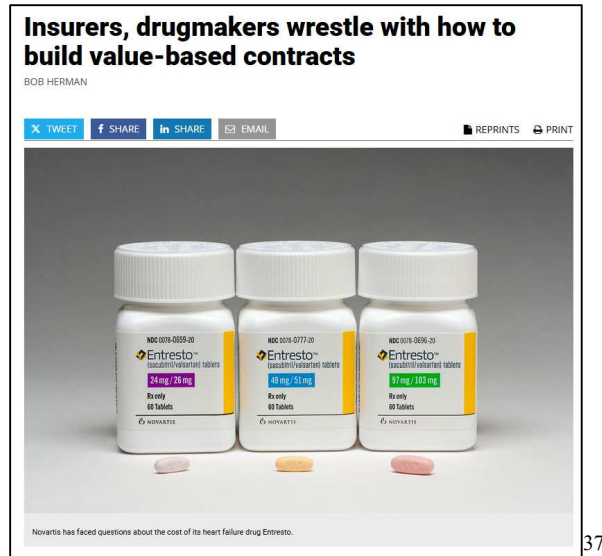 Insurers, drugmakers wrestle with how to
build value-based contracts
BOB HERMAN
X TWEET f SHARE in SHARE EMAIL REPRINTS PRINT
NDC 0078-0659-20 NDC 0078-0777-20 NDC 0078-0696-20
Entresto™ Entresto™ Entresto™
(sacubitril/valsartan) tablets (sacubitril/valsartan) tablets (sacubitril/valsartan) tablets
24 mg/26 mg 49 mg/51 mg 97 mg/103 mg
Rx only Rx only Rx only
60 Tablets 60 Tablets 60 Tablets
NOVARTIS NOVARTIS NOVARTIS
Novartis has faced questions about the cost of its heart failure drug Entresto.
37